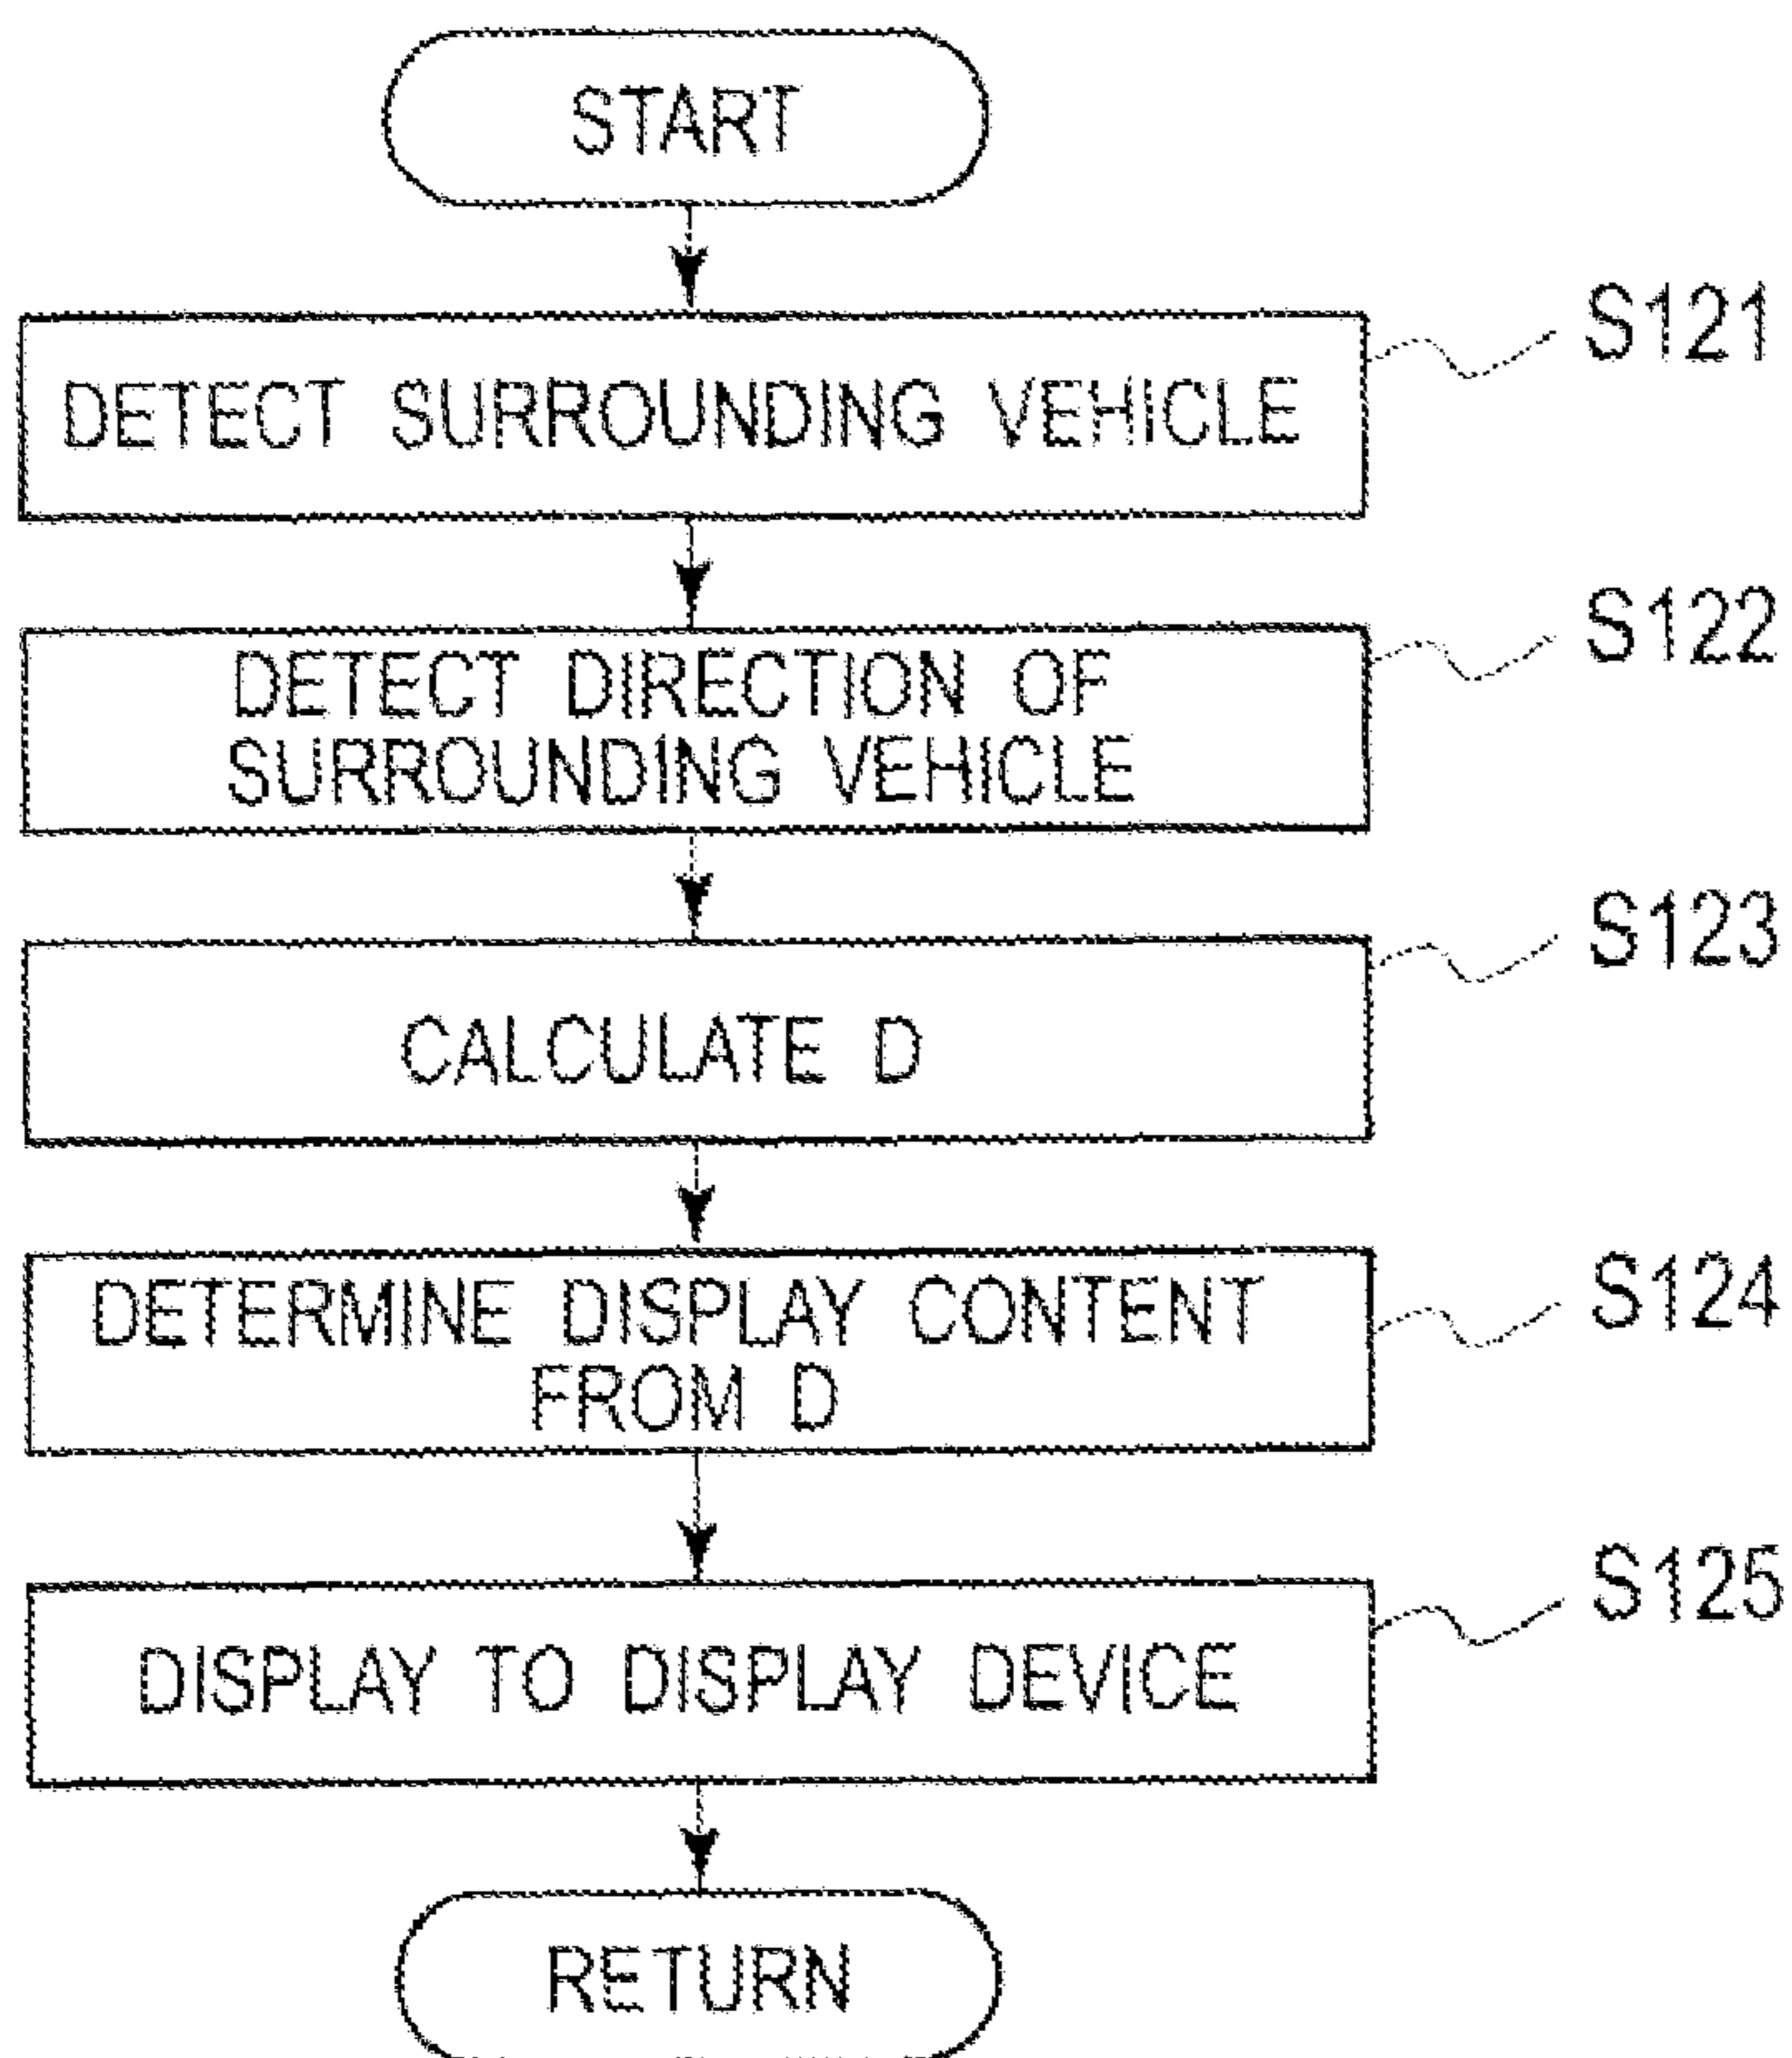 START
S121
DETECT SURROUNDING VEHICLE
S122
DETECT DIRECTION OF
SURROUNDING VEHICLE
S123
CALCULATE D
S124
DETERMINE DISPLAY CONTENT
FROM D
S125
DISPLAY TO DISPLAY DEVICE
RETURN